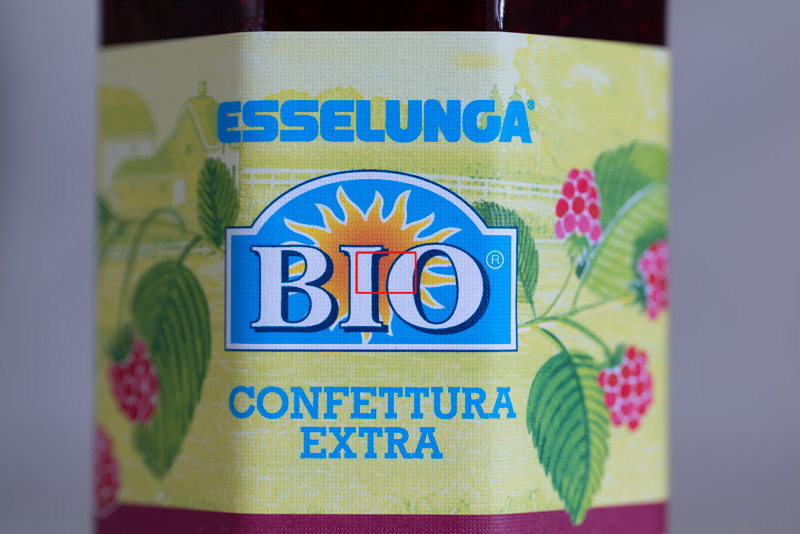 ESSELUNGA®
BIO®
CONFETTURA
EXTRA